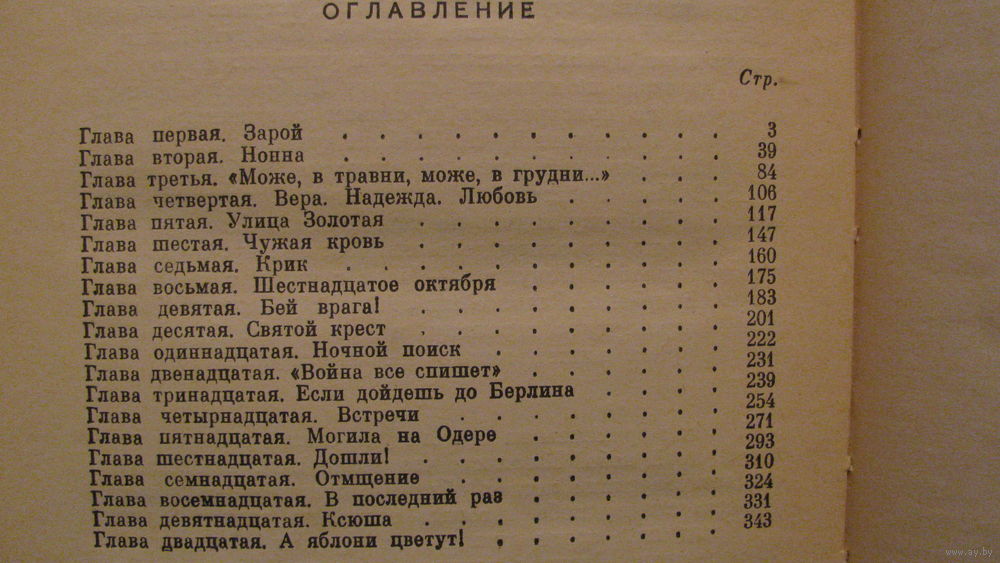 ОГЛАВЛЕНИЕ
Стр.
Глава первая. Зарой . . . . . . . . . . . 3
Глава вторая. Нонна . . . . . . . . . . . 39
Глава третья. «Може, в травни, може, в грудни...» . . . 84
Глава четвертая. Вера. Надежда. Любовь . . . . . 106
Глава пятая. Улица Золотая . . . . . . . . . 117
Глава шестая. Чужая кровь . . . . . . . . . 147
Глава седьмая. Крик . . . . . . . . . . . 160
Глава восьмая. Шестнадцатое октября . . . . . . 175
Глава девятая. Бей врага! . . . . . . . . . 183
Глава десятая. Святой крест . . . . . . . . . 201
Глава одиннадцатая. Ночной поиск . . . . . . . 222
Глава двенадцатая. «Война все спишет» . . . . . . 231
Глава тринадцатая. Если дойдешь до Берлина . . . . 239
Глава четырнадцатая. Встречи . . . . . . . . 254
Глава пятнадцатая. Могила на Одере . . . . . . 271
Глава шестнадцатая. Дошли! . . . . . . . . . 293
Глава семнадцатая. Отмщение . . . . . . . . 310
Глава восемнадцатая. В последний раз . . . . . . 324
Глава девятнадцатая. Ксюша . . . . . . . . . 331
Глава двадцатая. А яблони цветут! . . . . . . . 343
www.ay.by